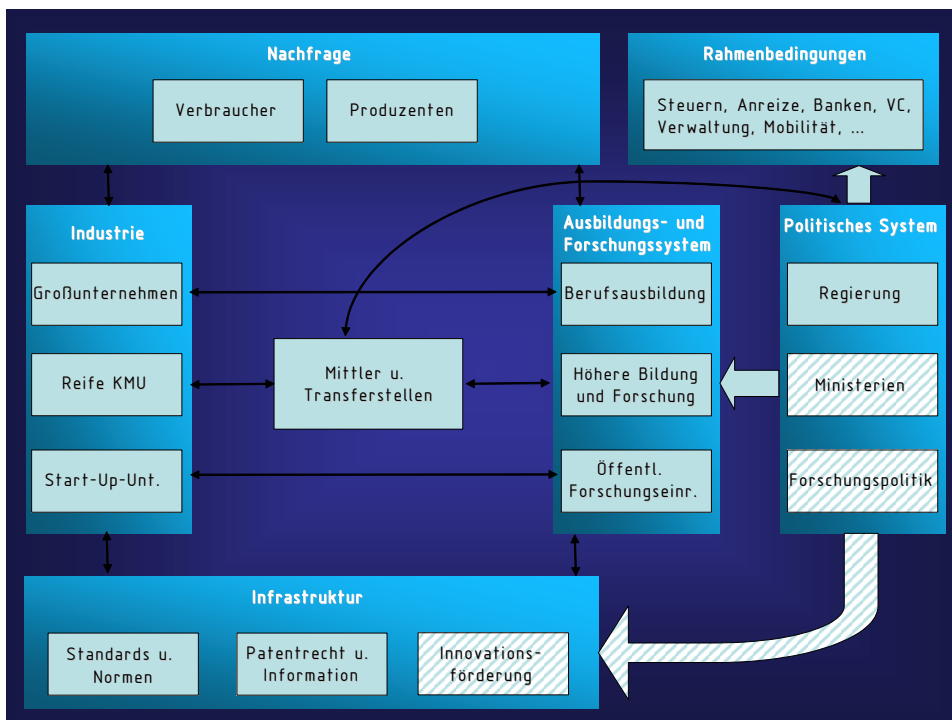 Nachfrage
Verbraucher
Produzenten
Rahmenbedingungen
Steuern, Anreize, Banken, VC,
Verwaltung, Mobilität, ...
Industrie
Großunternehmen
Reife KMU
Start-Up-Unt.
Mittler u.
Transferstellen
Ausbildungs- und
Forschungssystem
Berufsausbildung
Höhere Bildung
und Forschung
Öffentl.
Forschungseinr.
Politisches System
Regierung
Ministerien
Forschungspolitik
Infrastruktur
Standards u.
Normen
Patentrecht u.
Information
Innovations-
förderung